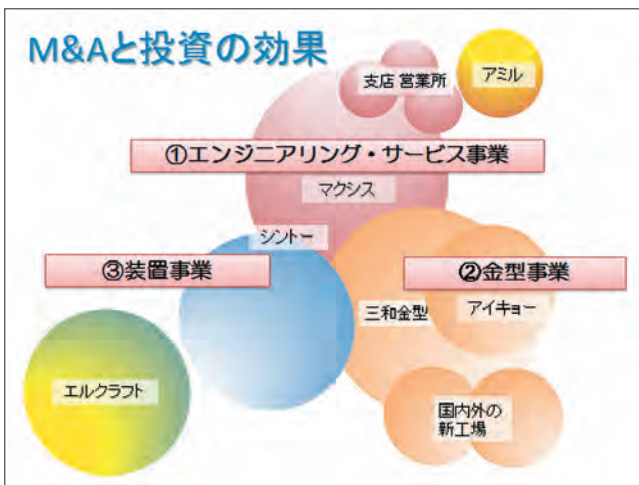 M&Aと投資の効果
支店 営業所
アミル
①エンジニアリング・サービス事業
マクシス
シントー
③装置事業
②金型事業
三和金型
アイキョー
エルクラフト
国内外の
新工場